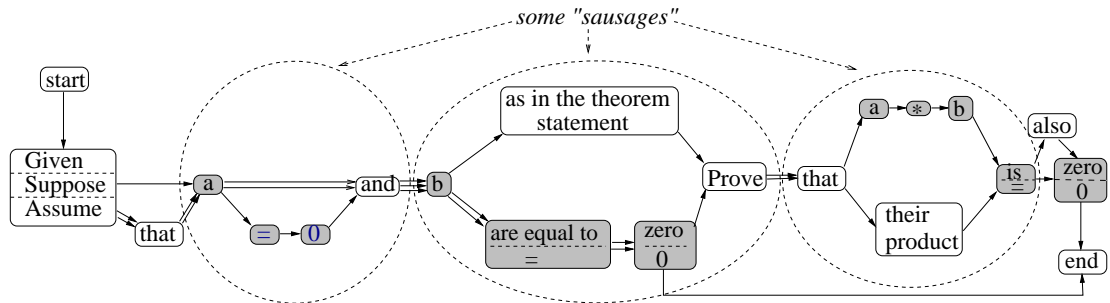 some "sausages"
start
Given
Suppose
Assume
that
a
= 0
and
b
as in the theorem
statement
are equal to
=
zero
0
Prove
that
a * b
their
product
is
=
also
zero
0
end